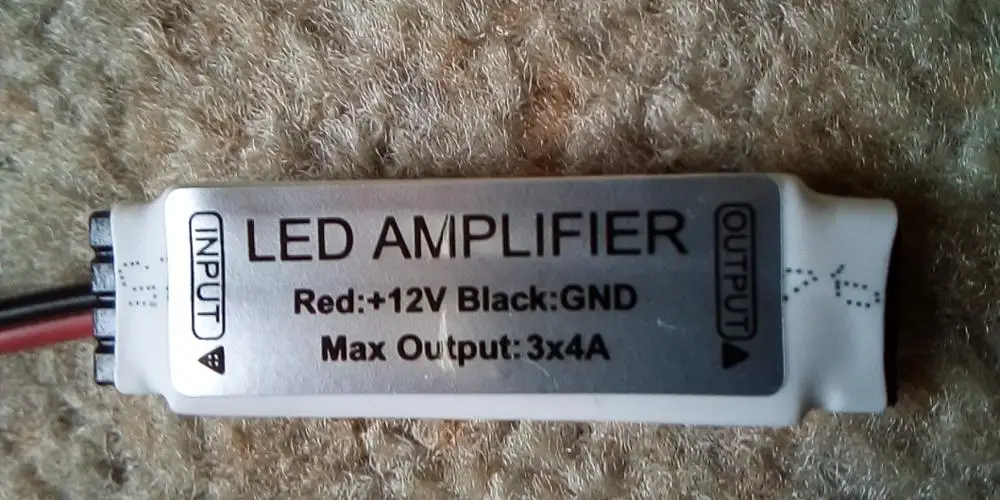 INPUT
LED AMPLIFIER
Red:+12V Black:GND
Max Output: 3x4A
OUTPUT